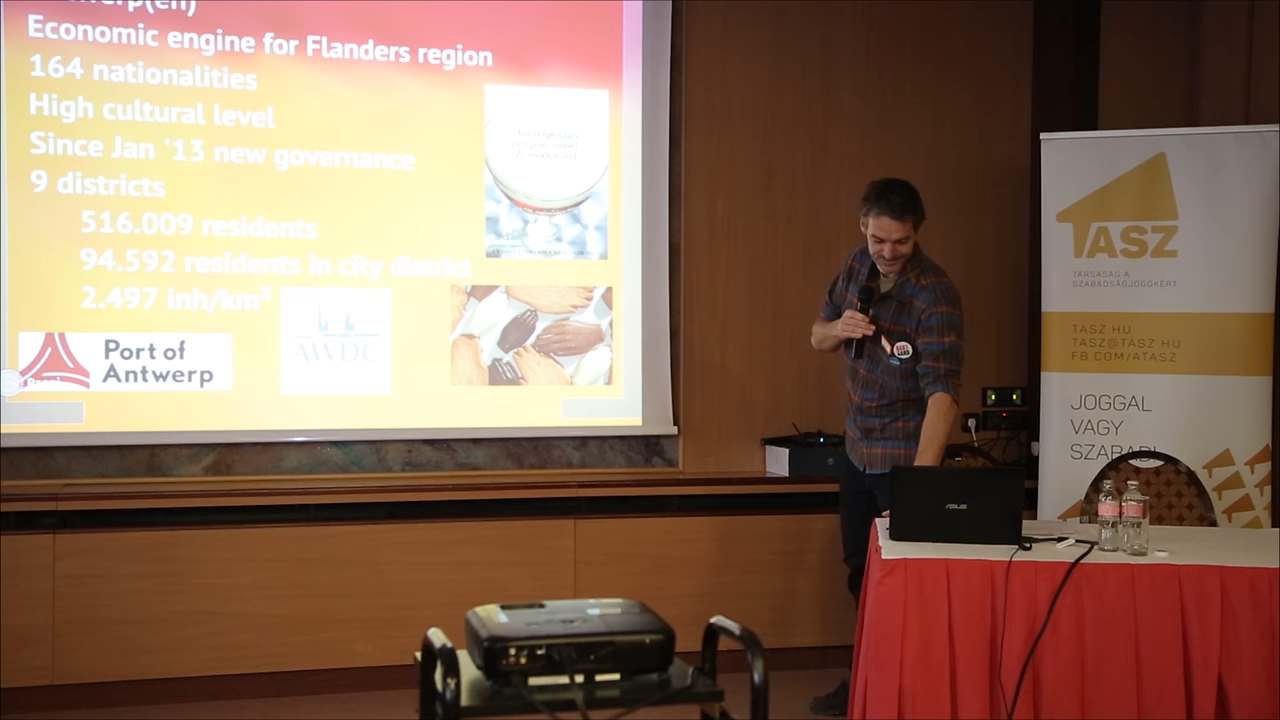 Economic engine for Flanders region
164 nationalities
High cultural level
Since Jan '13 new governance
9 districts
516.009 residents
94.592 residents in city district
2.497 inh/km²
AWDC
Port of
Antwerp
TASZ
TÁRSASÁG A
SZABADSÁGJOGOKÉRT
TASZ.HU
TASZ@TASZ.HU
FB.COM/ATASZ
JOGGAL
VAGY
ASUS